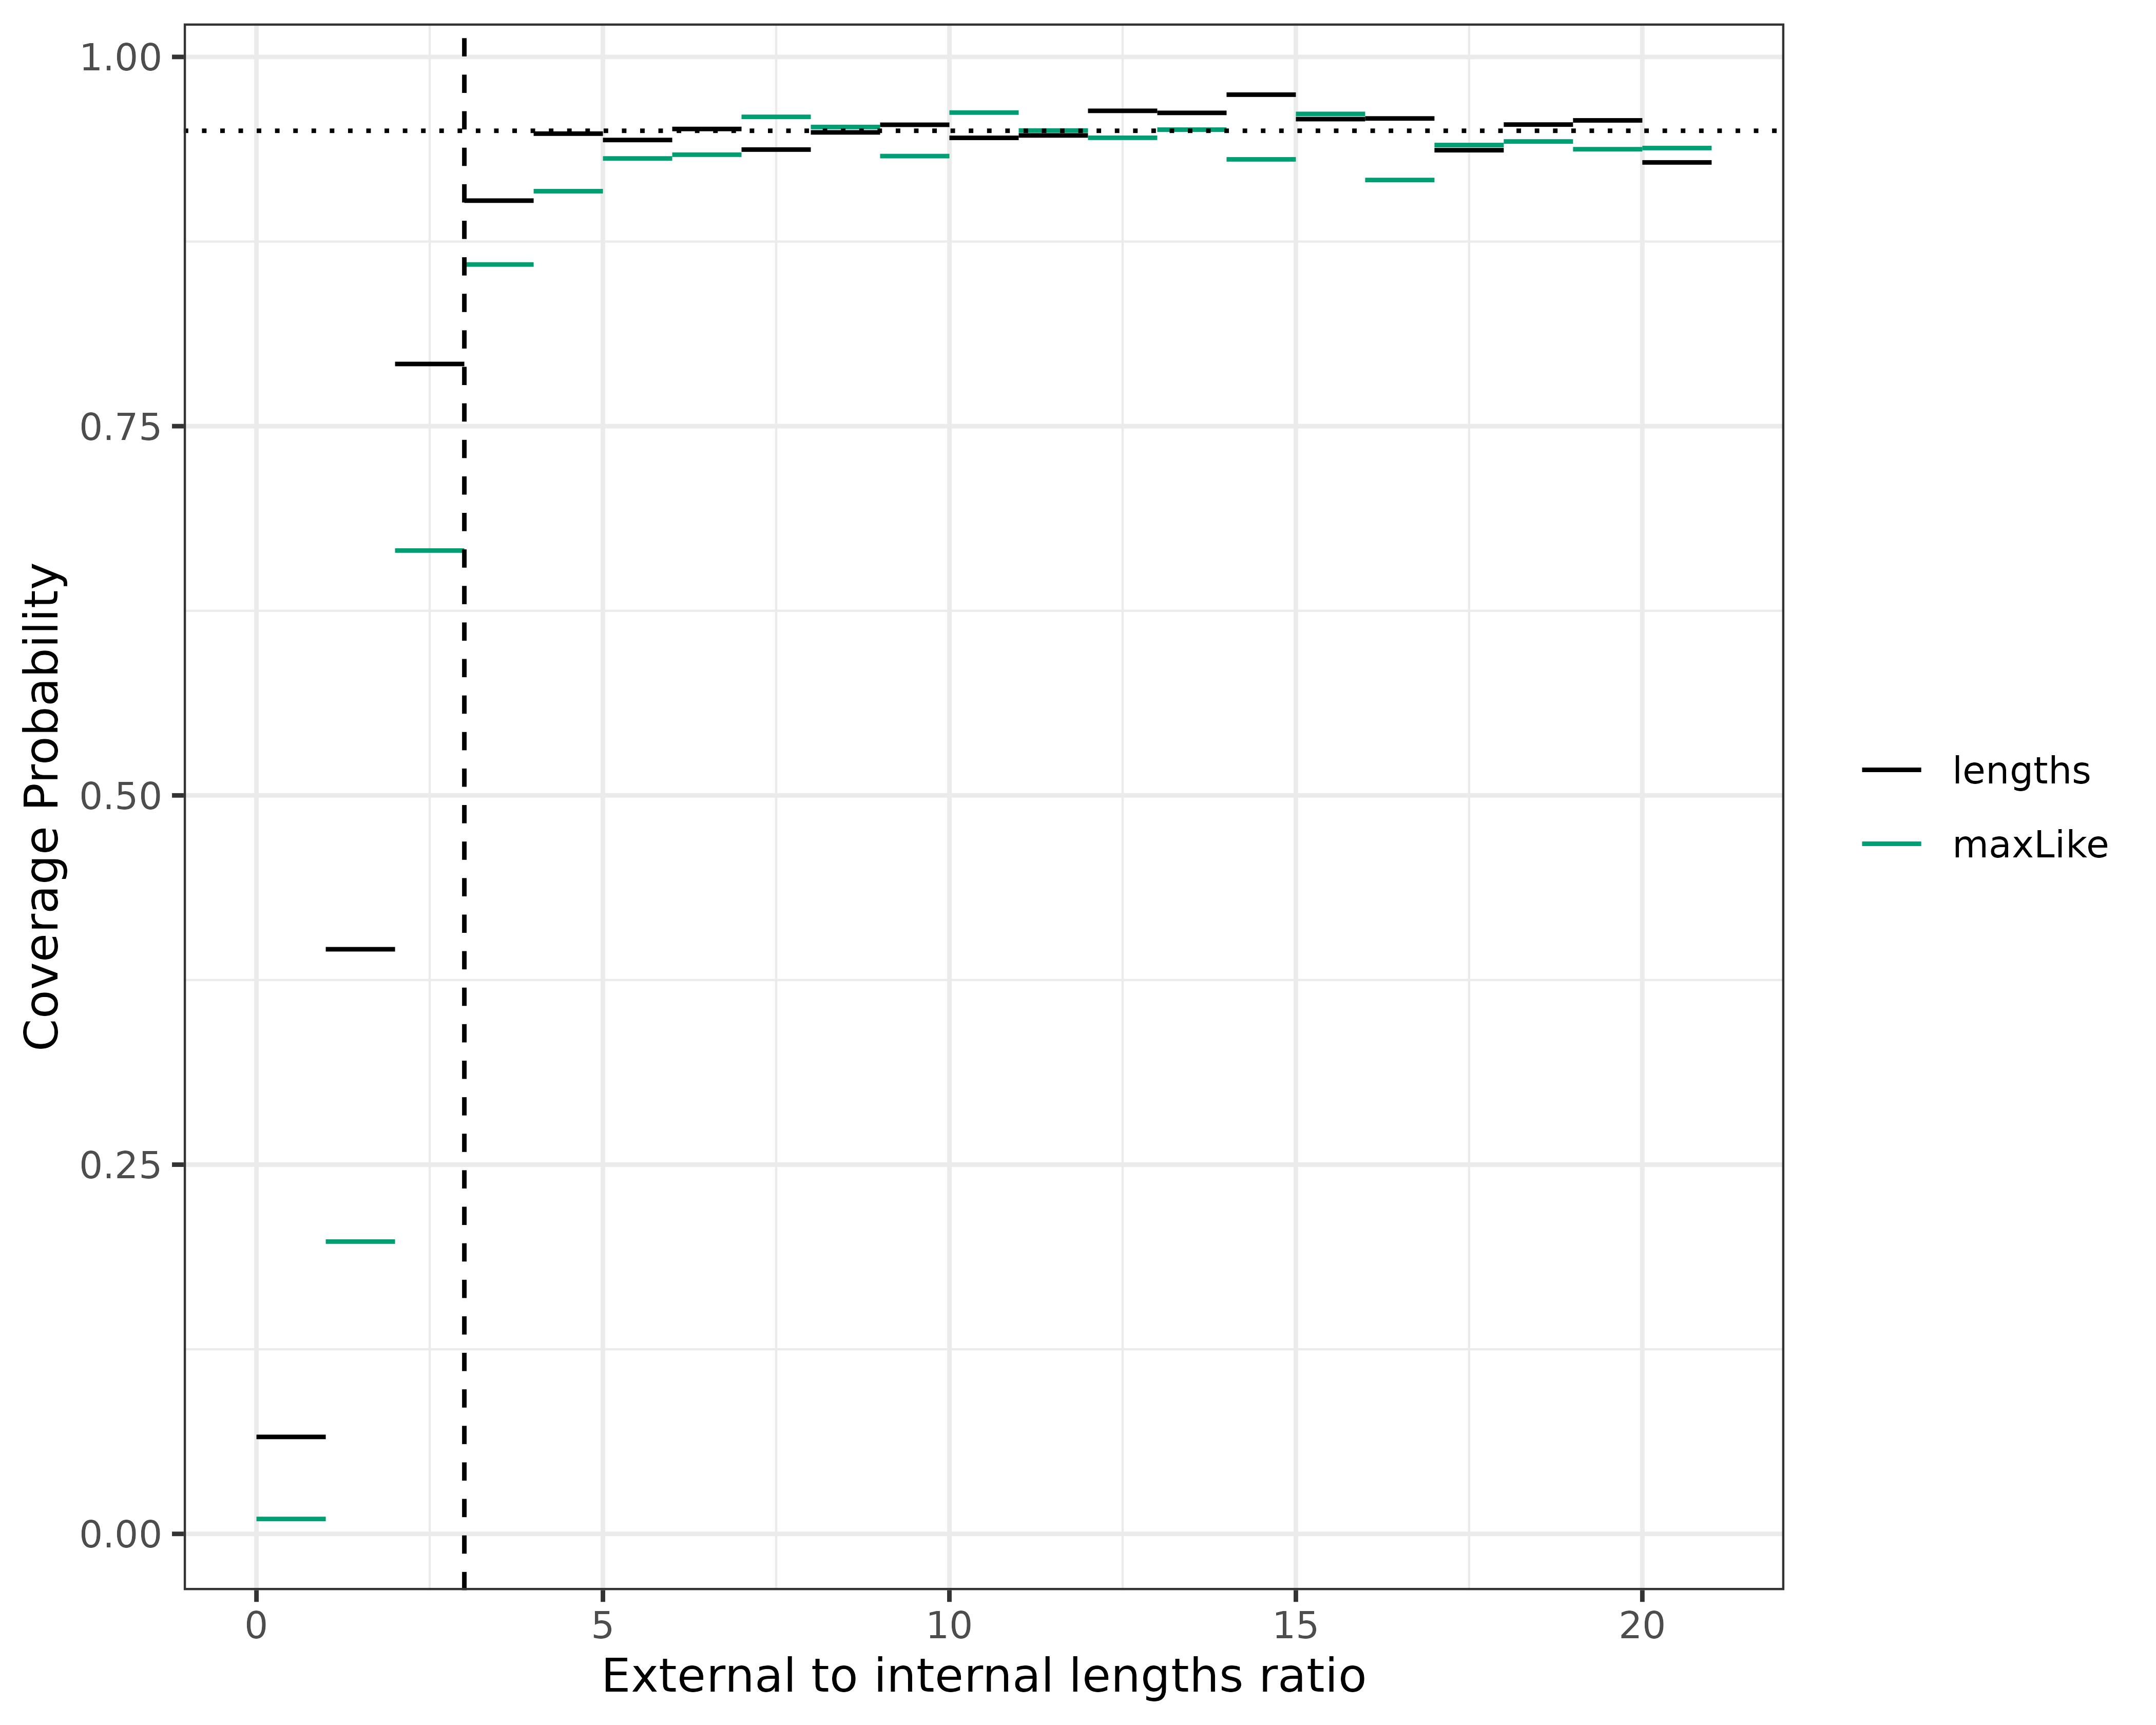 1.00
0.75
0.50
0.25
0.00
Coverage Probability
0
5
10
15
20
External to internal lengths ratio
lengths
maxLike